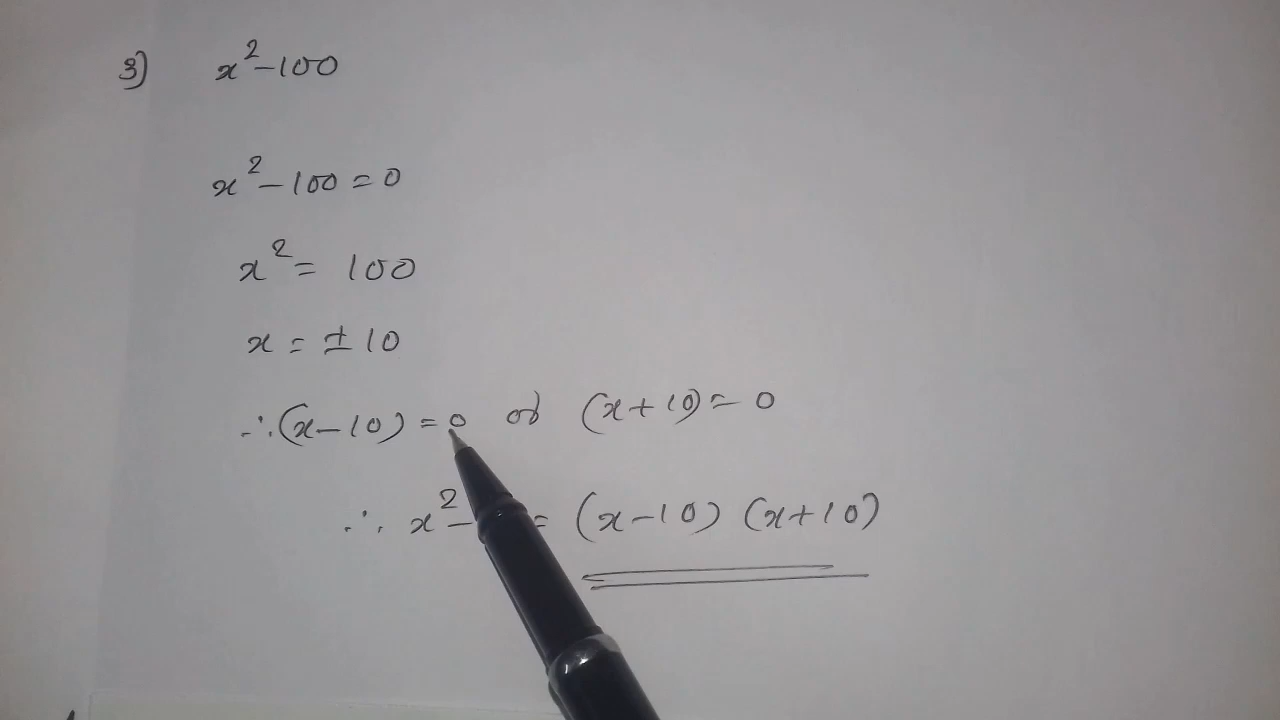 3) x²-100
x²-100=0
x²= 100
x = ±10
∴(x-10)=0 or (x+10)=0
∴ x²- = (x-10) (x+10)